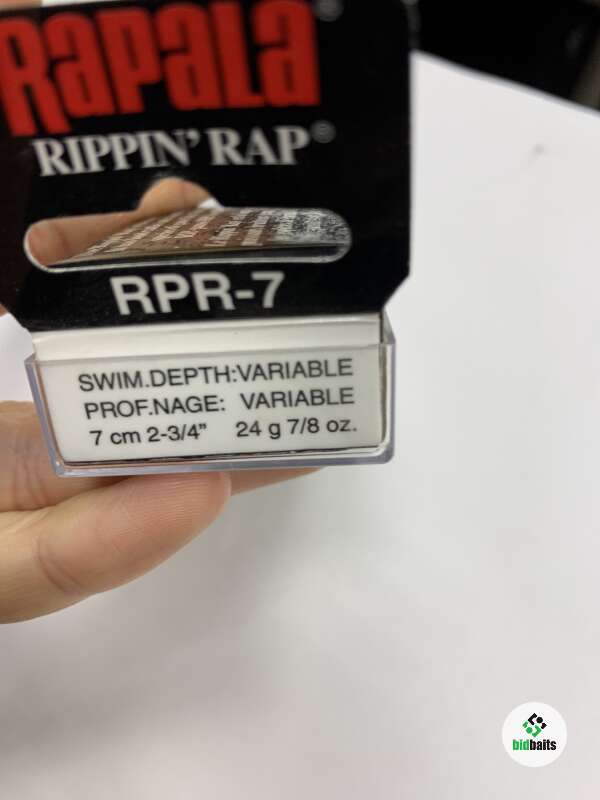 RAPALA®
RIPPIN' RAP®
RPR-7
SWIM.DEPTH:VARIABLE
PROF.NAGE: VARIABLE
7 cm 2-3/4” 24 g 7/8 oz.
bidbaits